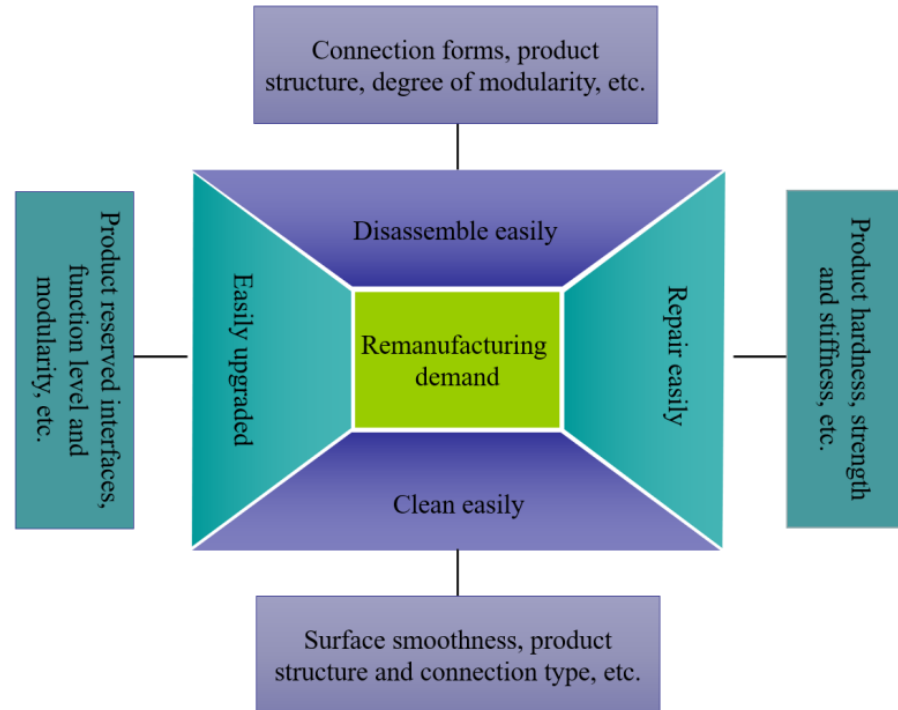 Connection forms, product
structure, degree of modularity, etc.
Disassemble easily
Product reserved interfaces,
function level and
modularity, etc.
Easily upgraded
Remanufacturing
demand
Repair easily
Product hardness, strength
and stiffness, etc.
Clean easily
Surface smoothness, product
structure and connection type, etc.